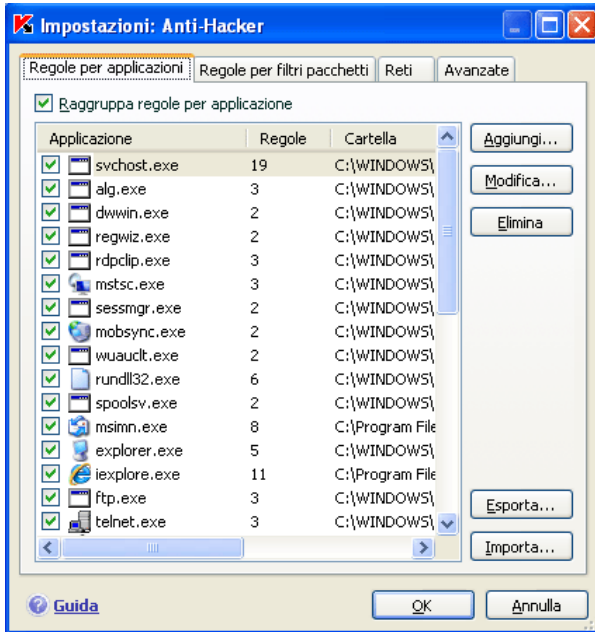 Impostazioni: Anti-Hacker
Regole per applicazioni Regole per filtri pacchetti Reti Avanzate
Raggruppa regole per applicazione
Applicazione Regole Cartella Aggiungi...
svchost.exe 19 C:\WINDOWS\
alg.exe 3 C:\WINDOWS\ Modifica...
dwwin.exe 2 C:\WINDOWS\
regwiz.exe 2 C:\WINDOWS\ Elimina
rdpclip.exe 3 C:\WINDOWS\
mstsc.exe 3 C:\WINDOWS\
sessmgr.exe 2 C:\WINDOWS\
mobsync.exe 2 C:\WINDOWS\
wuauclt.exe 2 C:\WINDOWS\
rundll32.exe 6 C:\WINDOWS\
spoolsv.exe 2 C:\WINDOWS\
msimn.exe 8 C:\Program File
explorer.exe 5 C:\WINDOWS\
iexplore.exe 11 C:\Program File
ftp.exe 3 C:\WINDOWS\ Esporta...
telnet.exe 3 C:\WINDOWS\
Importa...
Guida OK Annulla